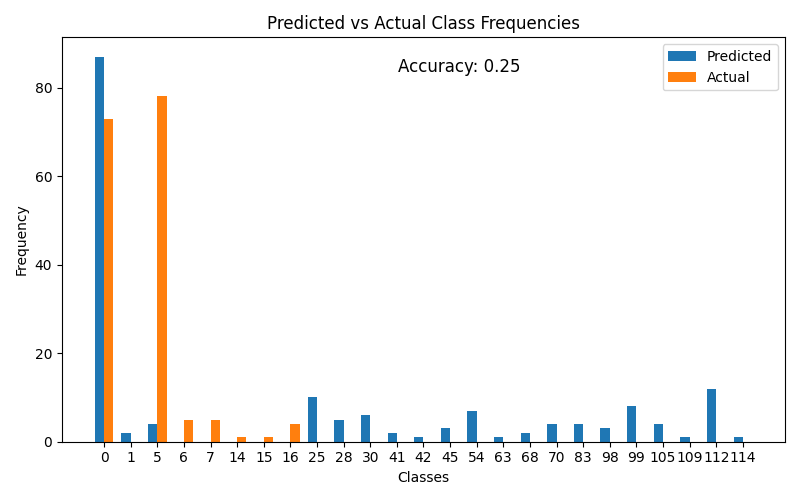 Predicted vs Actual Class Frequencies
Accuracy: 0.25
Predicted
Actual
80
60
40
20
0
Frequency
0 1 5 6 7 14 15 16 25 28 30 41 42 45 54 63 68 70 83 98 99 105 109 112 114
Classes